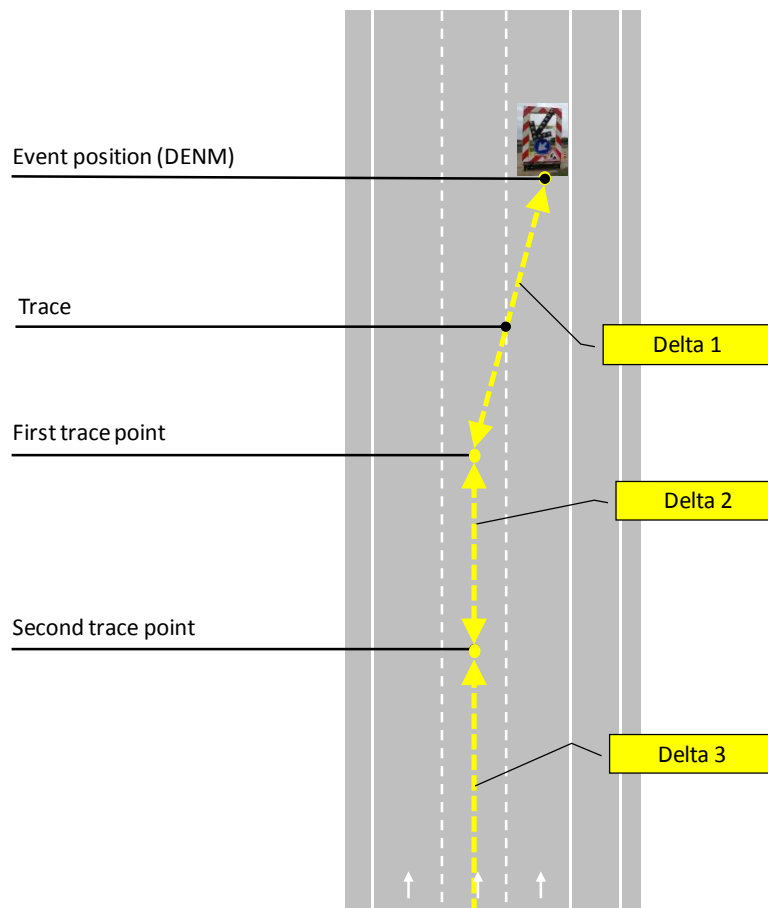 Event position (DENM)
Trace
Delta 1
First trace point
Delta 2
Second trace point
Delta 3